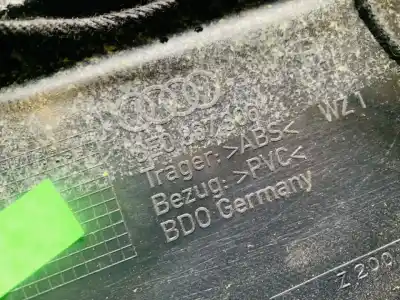 Träger: >ABS<
WZ1
Bezug: >PVC<
BDO Germany
Z 200